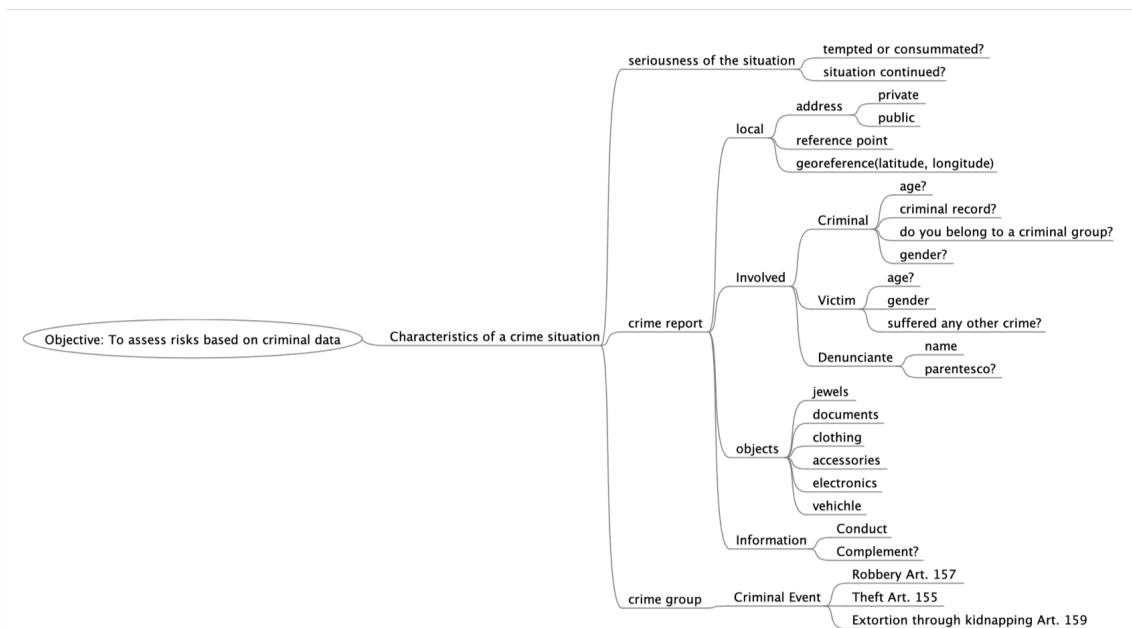 Objective: To assess risks based on criminal data
Characteristics of a crime situation
seriousness of the situation
tempted or consummated?
situation continued?
crime report
local
address
private
public
reference point
georeference(latitude, longitude)
Involved
Criminal
age?
criminal record?
do you belong to a criminal group?
gender?
Victim
age?
gender
suffered any other crime?
Denunciante
name
parentesco?
objects
jewels
documents
clothing
accessories
electronics
vehichle
Information
Conduct
Complement?
crime group
Criminal Event
Robbery Art. 157
Theft Art. 155
Extortion through kidnapping Art. 159